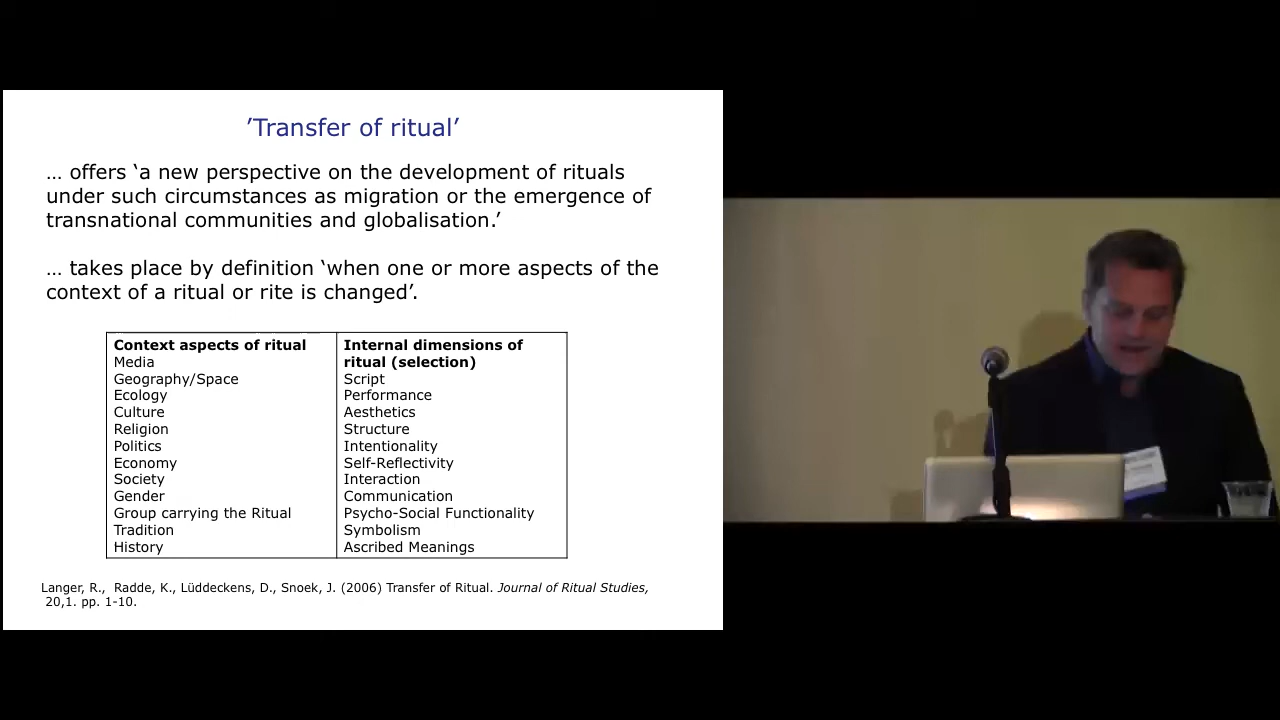 ’Transfer of ritual’
… offers ‘a new perspective on the development of rituals
under such circumstances as migration or the emergence of
transnational communities and globalisation.’
… takes place by definition ‘when one or more aspects of the
context of a ritual or rite is changed’.
Context aspects of ritual
Media
Geography/Space
Ecology
Culture
Religion
Politics
Economy
Society
Gender
Group carrying the Ritual
Tradition
History
Internal dimensions of
ritual (selection)
Script
Performance
Aesthetics
Structure
Intentionality
Self-Reflectivity
Interaction
Communication
Psycho-Social Functionality
Symbolism
Ascribed Meanings
Langer, R., Radde, K., Lüddeckens, D., Snoek, J. (2006) Transfer of Ritual. Journal of Ritual Studies,
20,1. pp. 1-10.